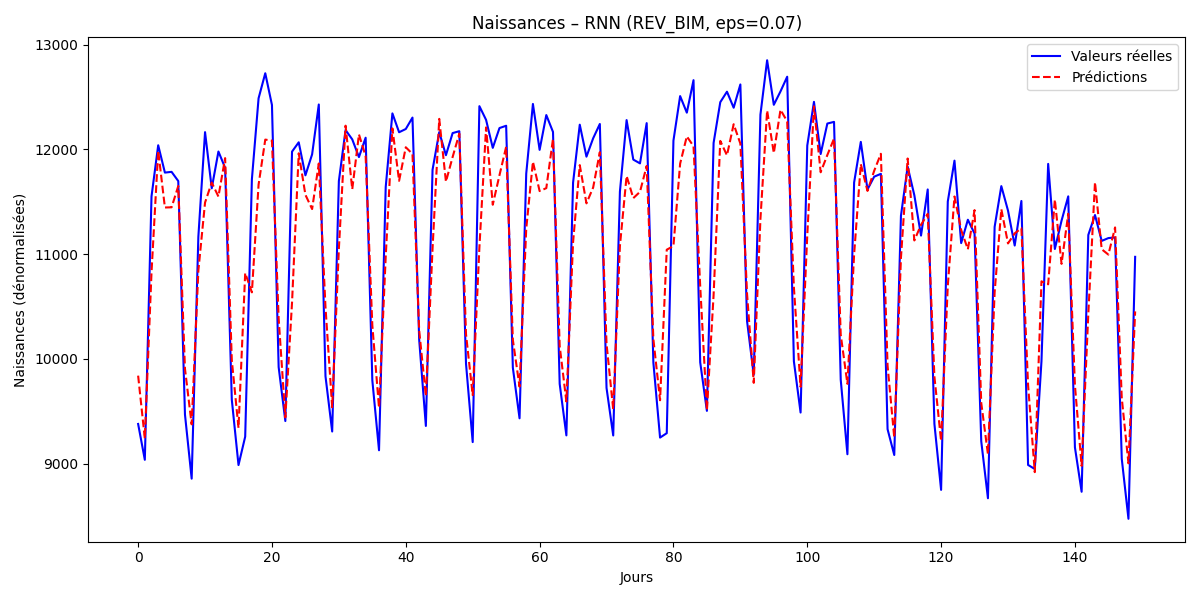 Naissances – RNN (REV_BIM, eps=0.07)
Valeurs réelles
Prédictions
Naissances (dénormalisées)
13000
12000
11000
10000
9000
0 20 40 60 80 100 120 140
Jours